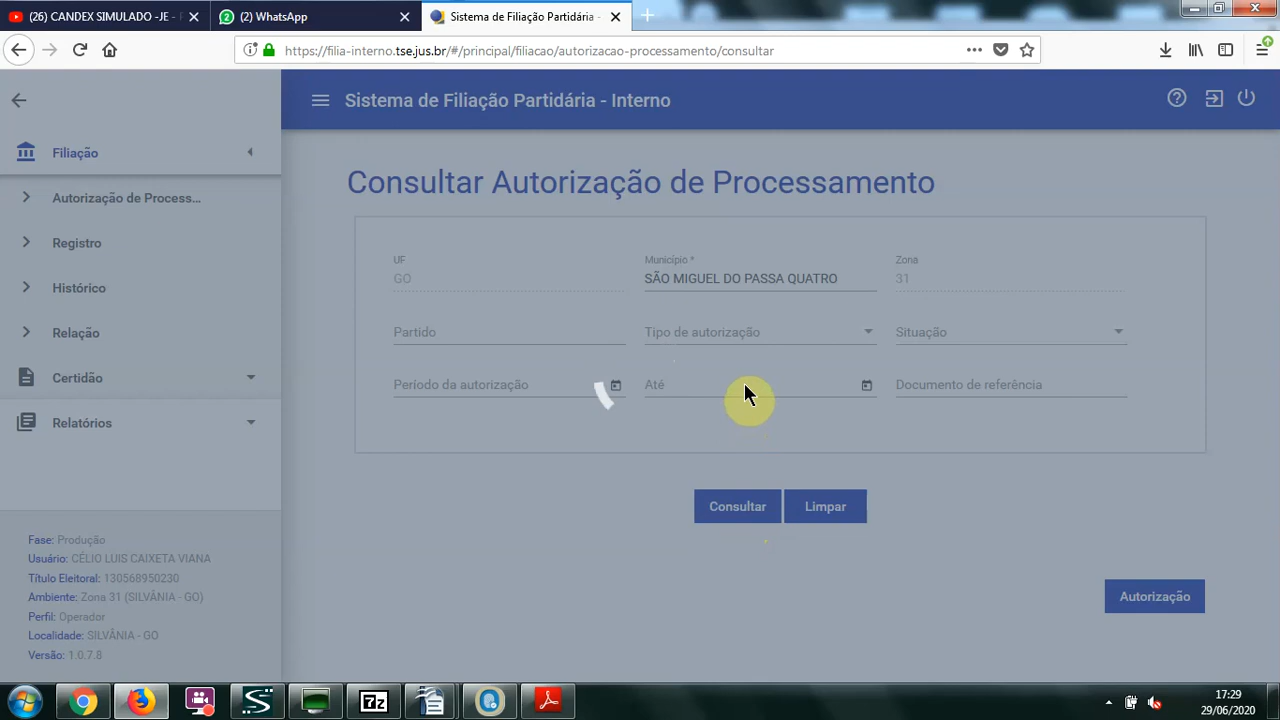 (26) CANDEX SIMULADO -JE -
(2) WhatsApp
Sistema de Filiação Partidária -
https://filia-interno.tse.jus.br/#/principal/filiacao/autorizacao-processamento/consultar
Sistema de Filiação Partidária - Interno
Filiação
Autorização de Process...
Registro
Histórico
Relação
Certidão
Relatórios
Fase: Produção
Usuário: CÉLIO LUIS CAIXETA VIANA
Título Eleitoral: 130568950230
Ambiente: Zona 31 (SILVÂNIA - GO)
Perfil: Operador
Localidade: SILVÂNIA - GO
Versão: 1.0.7.8
Consultar Autorização de Processamento
UF
Município *
Zona
GO
SÃO MIGUEL DO PASSA QUATRO
31
Partido
Tipo de autorização
Situação
Período da autorização
Até
Documento de referência
Consultar
Limpar
Autorização
17:29
29/06/2020